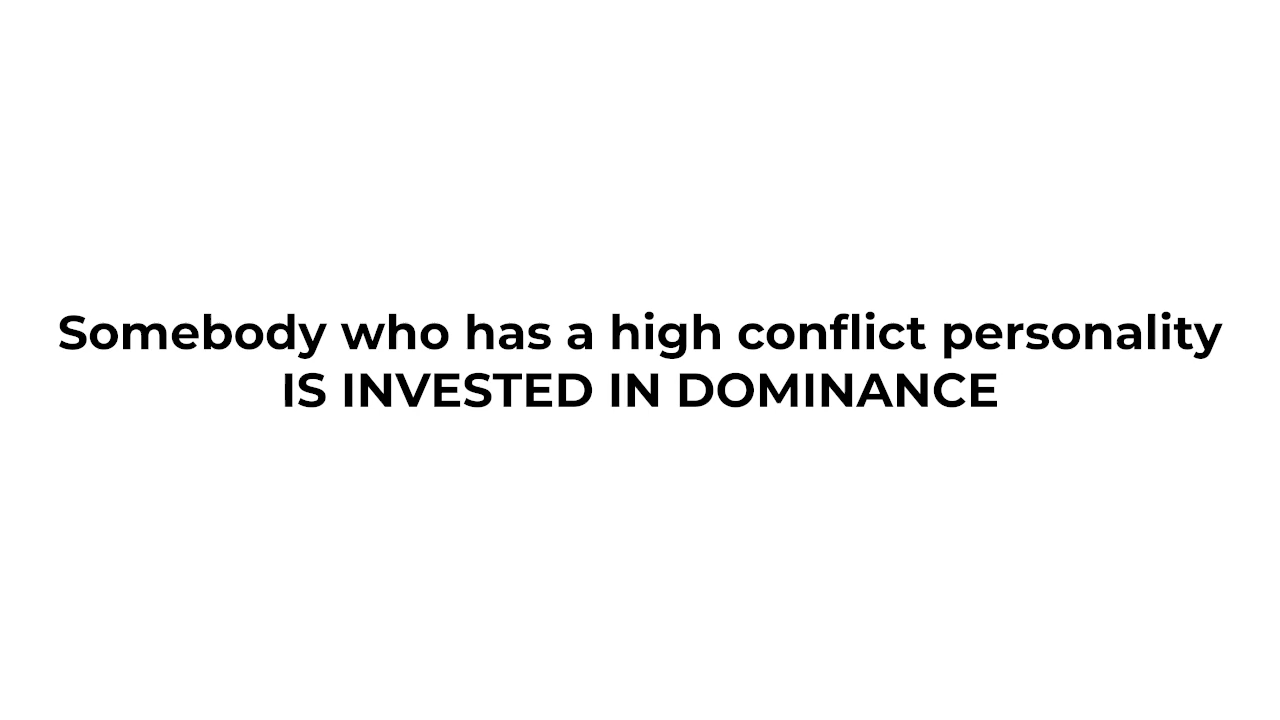 Somebody who has a high conflict personality
IS INVESTED IN DOMINANCE